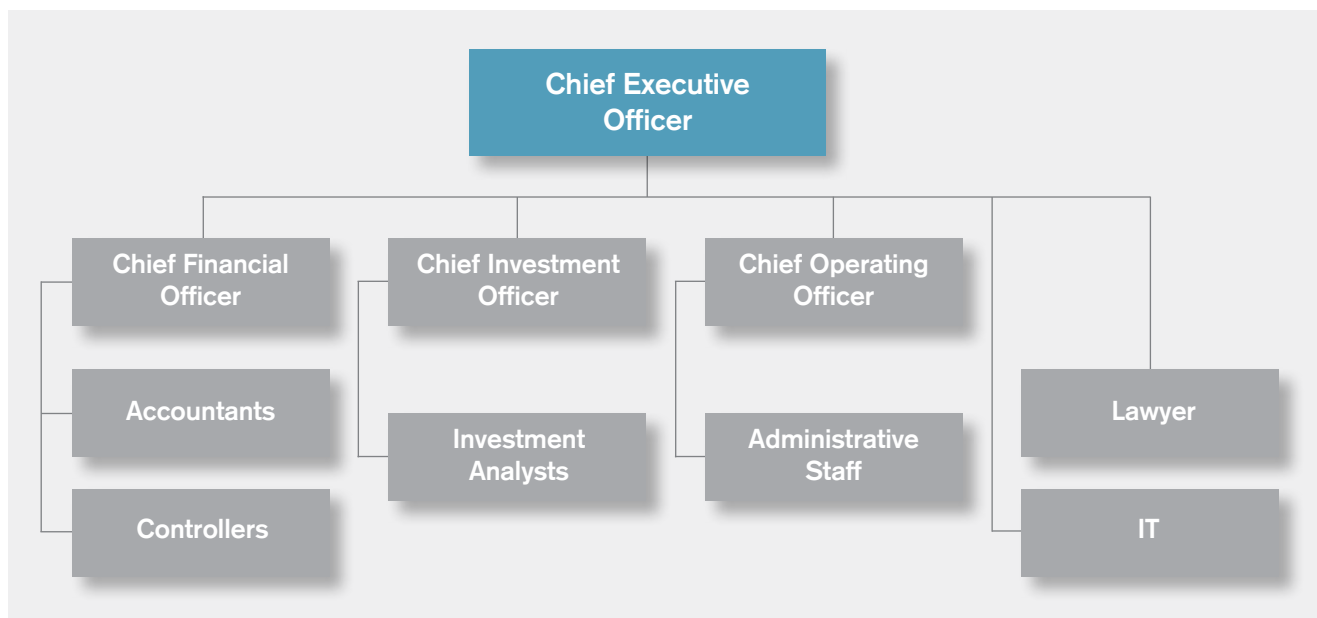 Chief Executive
Officer
Chief Financial
Officer
Chief Investment
Officer
Chief Operating
Officer
Accountants
Investment
Analysts
Administrative
Staff
Lawyer
Controllers
IT